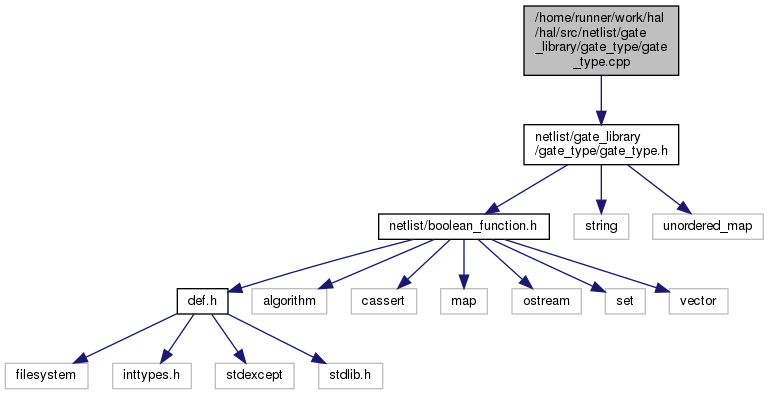 /home/runner/work/hal
/hal/src/netlist/gate
_library/gate_type/gate
_type.cpp
netlist/gate_library
/gate_type/gate_type.h
netlist/boolean_function.h
string
unordered_map
def.h
algorithm
cassert
map
ostream
set
vector
filesystem
inttypes.h
stdexcept
stdlib.h